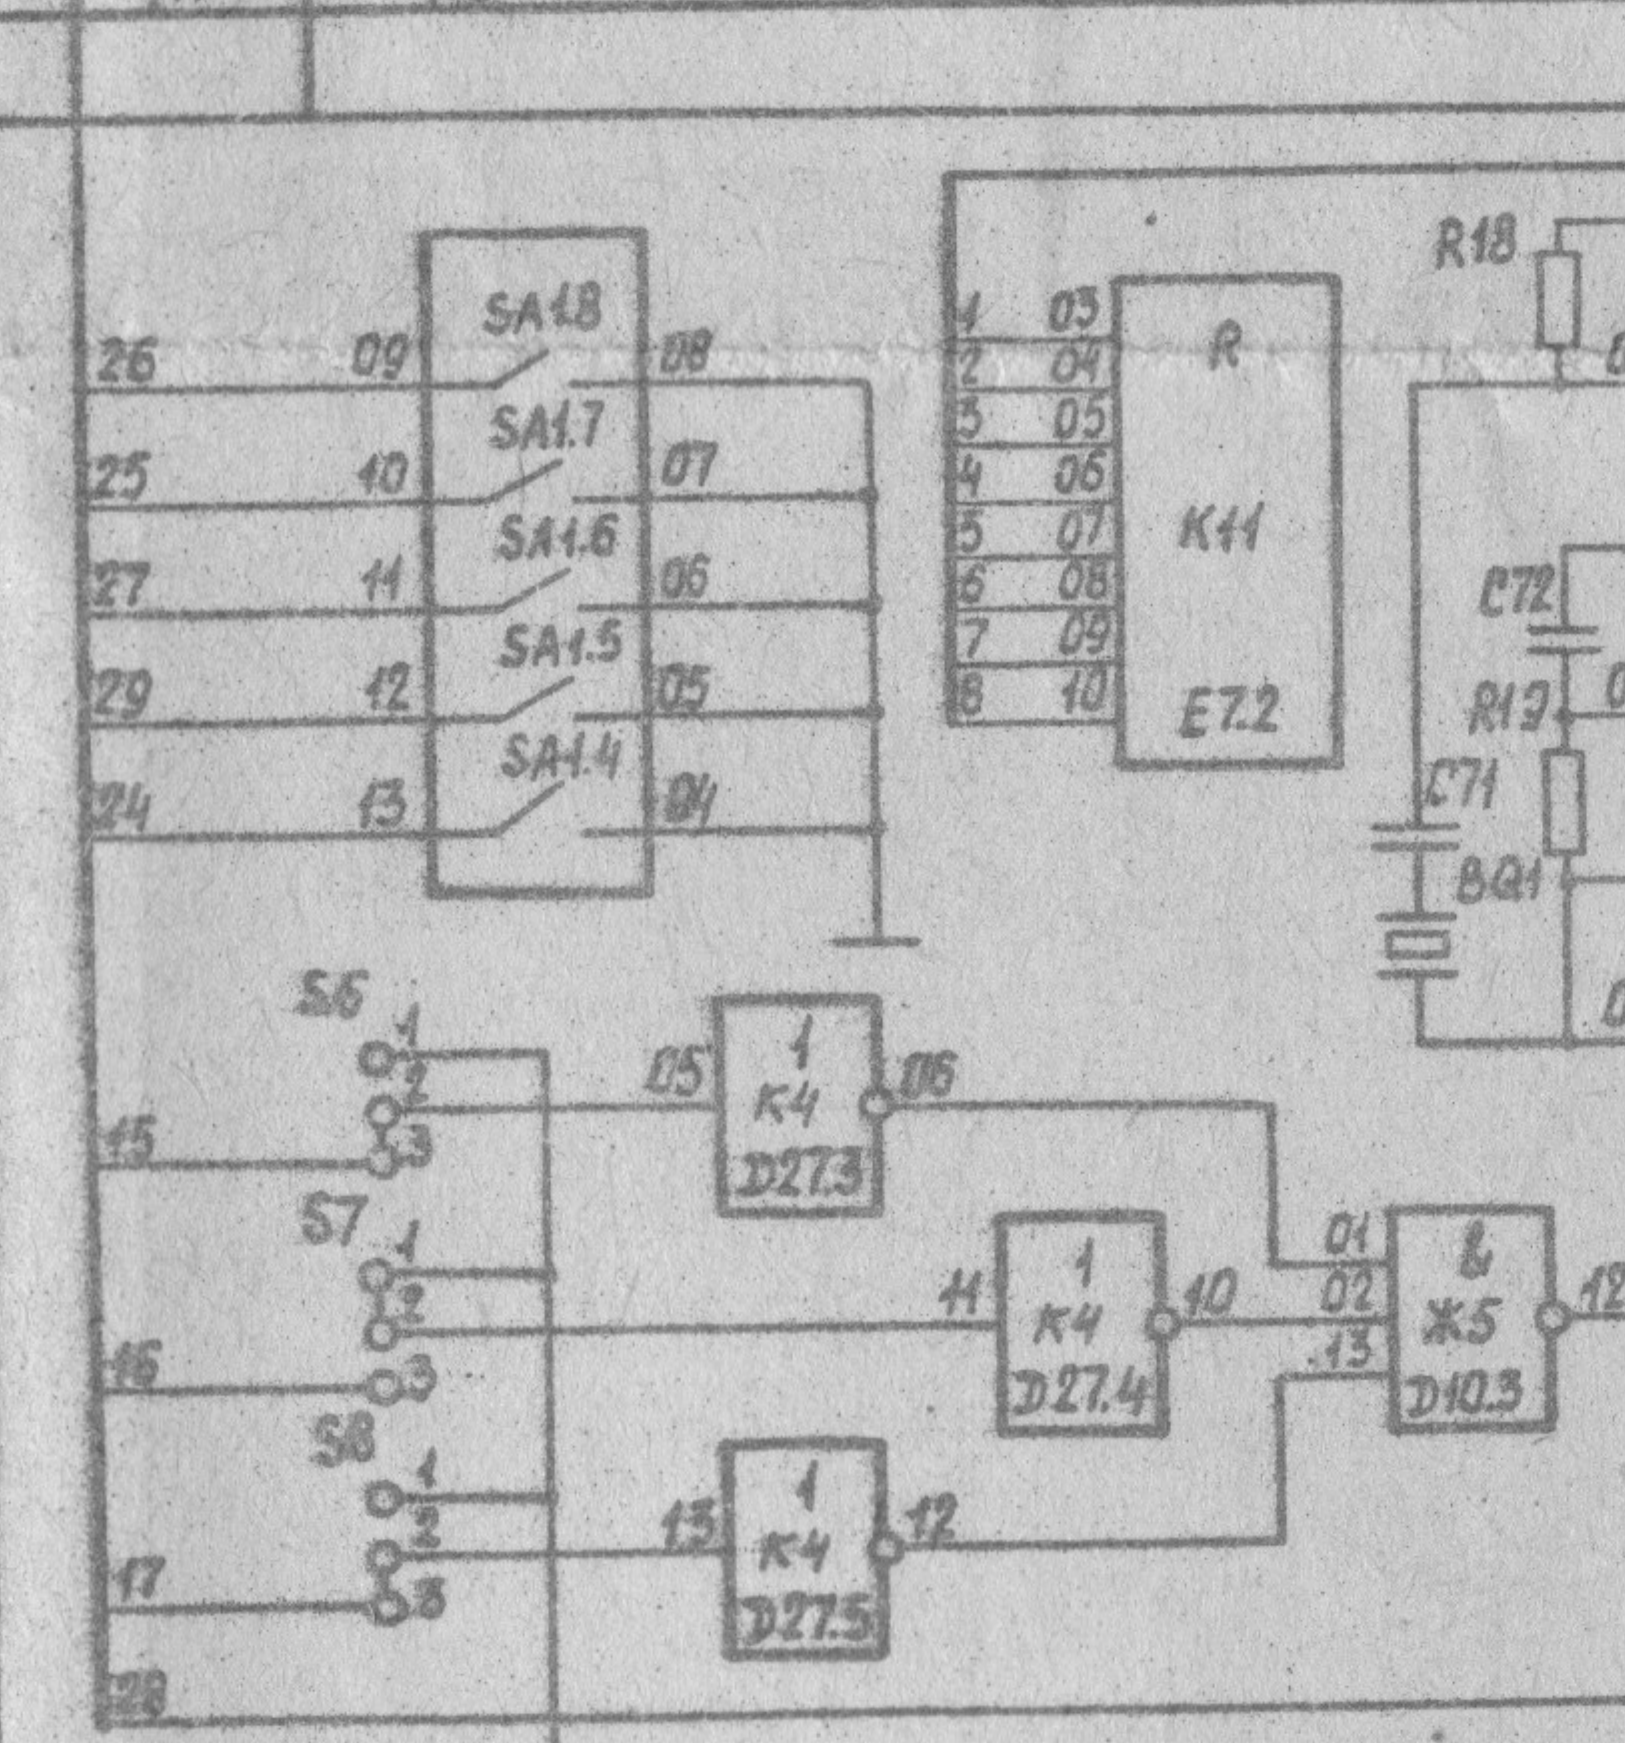 R18
SA1.8
26 09 08
SA1.7
25 10 07
SA1.6
27 11 06
SA1.5
29 12 05
SA1.4
24 13 04
1 03
2 04
3 05
4 06
5 07
6 08
7 09
8 10
R
K11
E7.2
C72
R19
C71
BQ1
S6
1
2
15 3
05 1 06
К4
D27.3
S7
1
2
16 3
11 1 10
К4
D27.4
01 &
02 Ж5 12
13 D10.3
S8
1
2
17 3
13 1 12
К4
D27.5
28